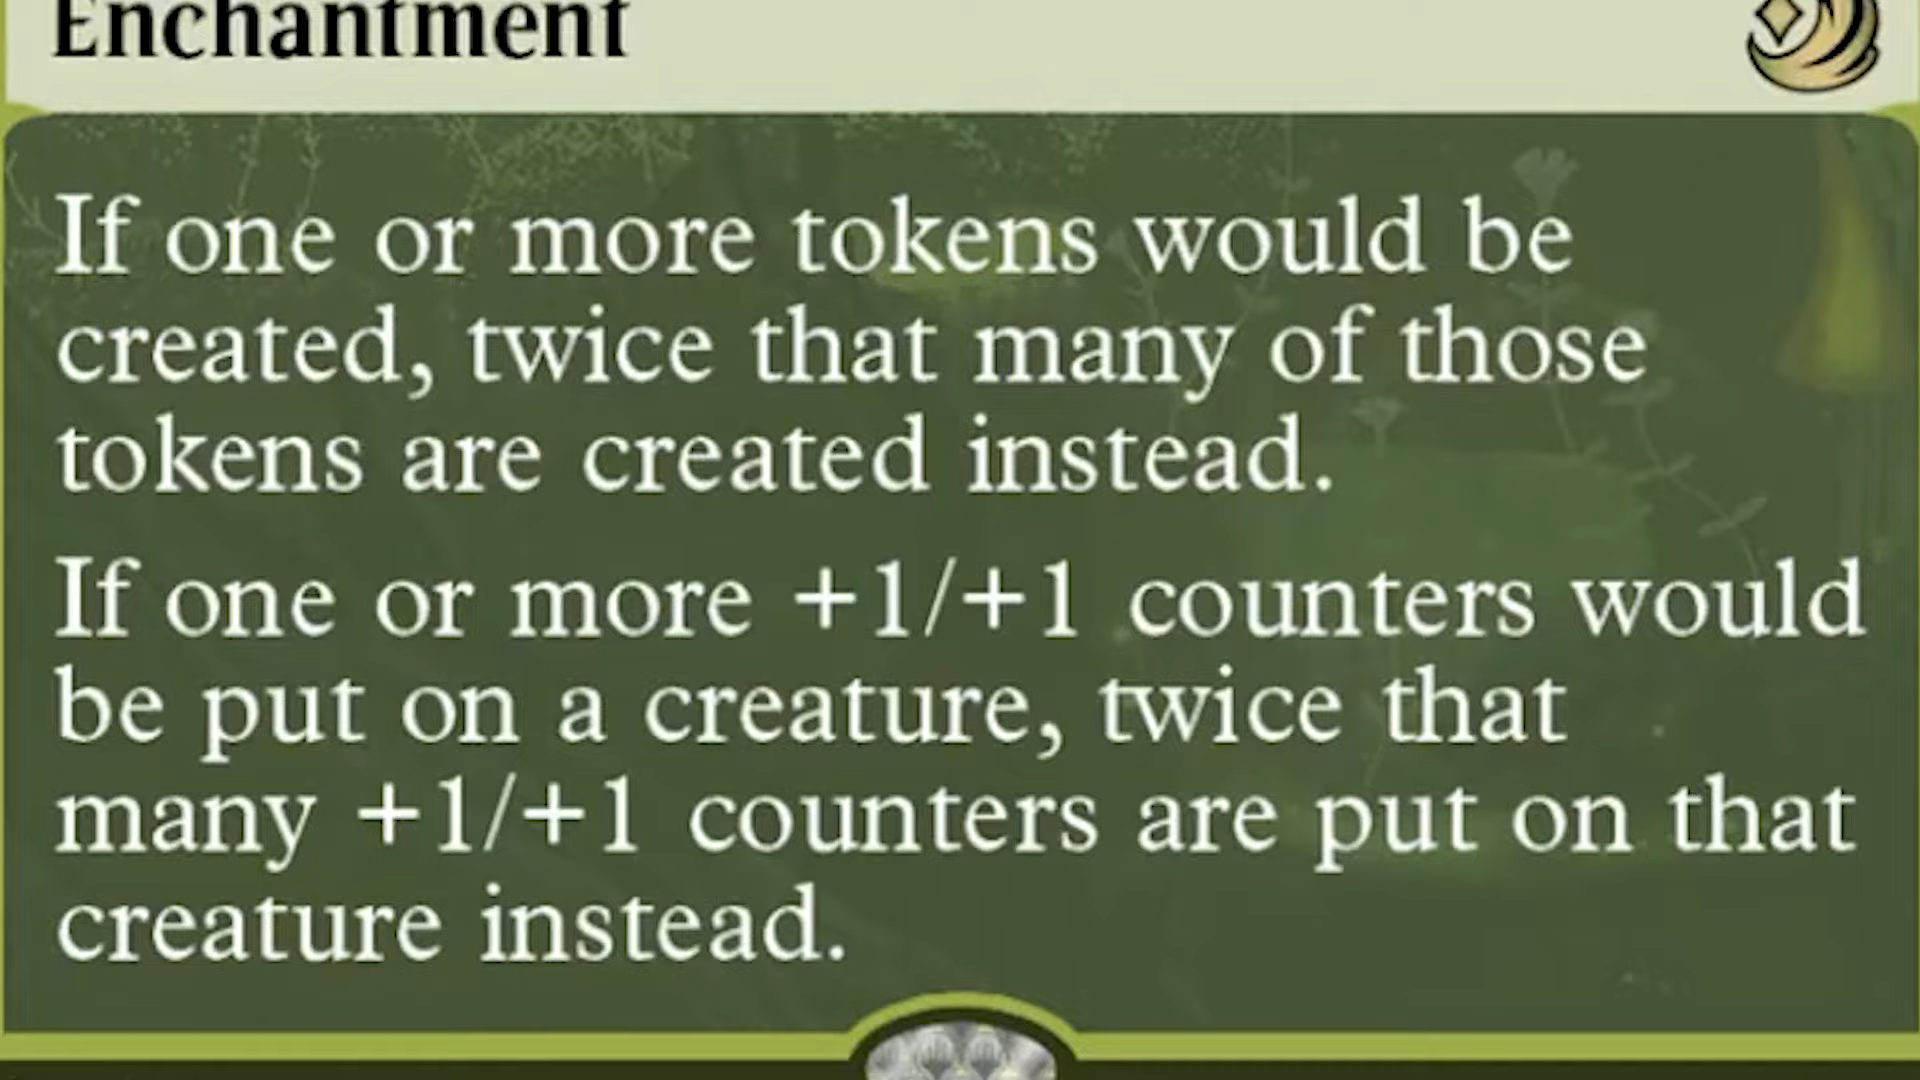 Enchantment
If one or more tokens would be
created, twice that many of those
tokens are created instead.
If one or more +1/+1 counters would
be put on a creature, twice that
many +1/+1 counters are put on that
creature instead.